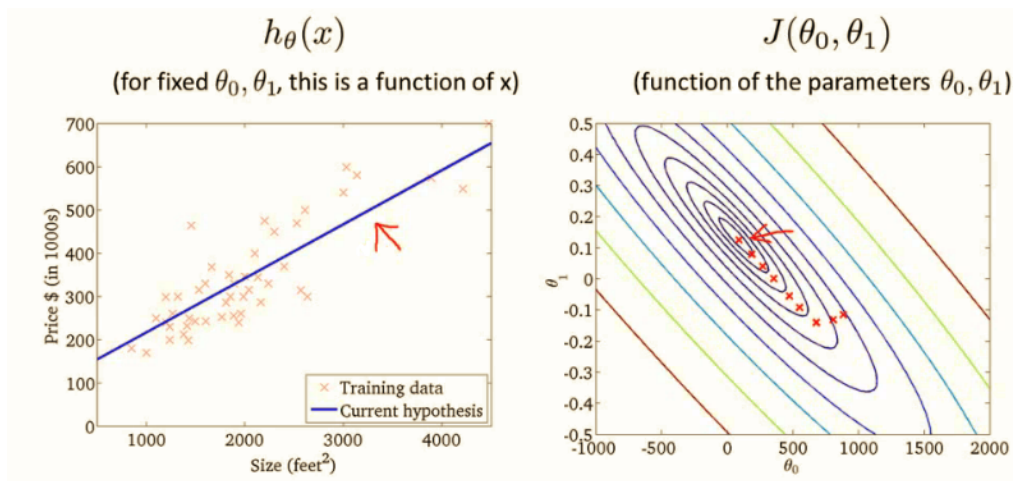 hθ(x)
(for fixed θ₀, θ₁, this is a function of x)
700
600
500
400
300
200
100
0
Price $ (in 1000s)
1000 2000 3000 4000
Size (feet²)
Training data
Current hypothesis
J(θ₀, θ₁)
(function of the parameters θ₀, θ₁)
0.5
0.4
0.3
0.2
0.1
0
-0.1
-0.2
-0.3
-0.4
-0.5
θ₁
-1000 -500 0 500 1000 1500 2000
θ₀